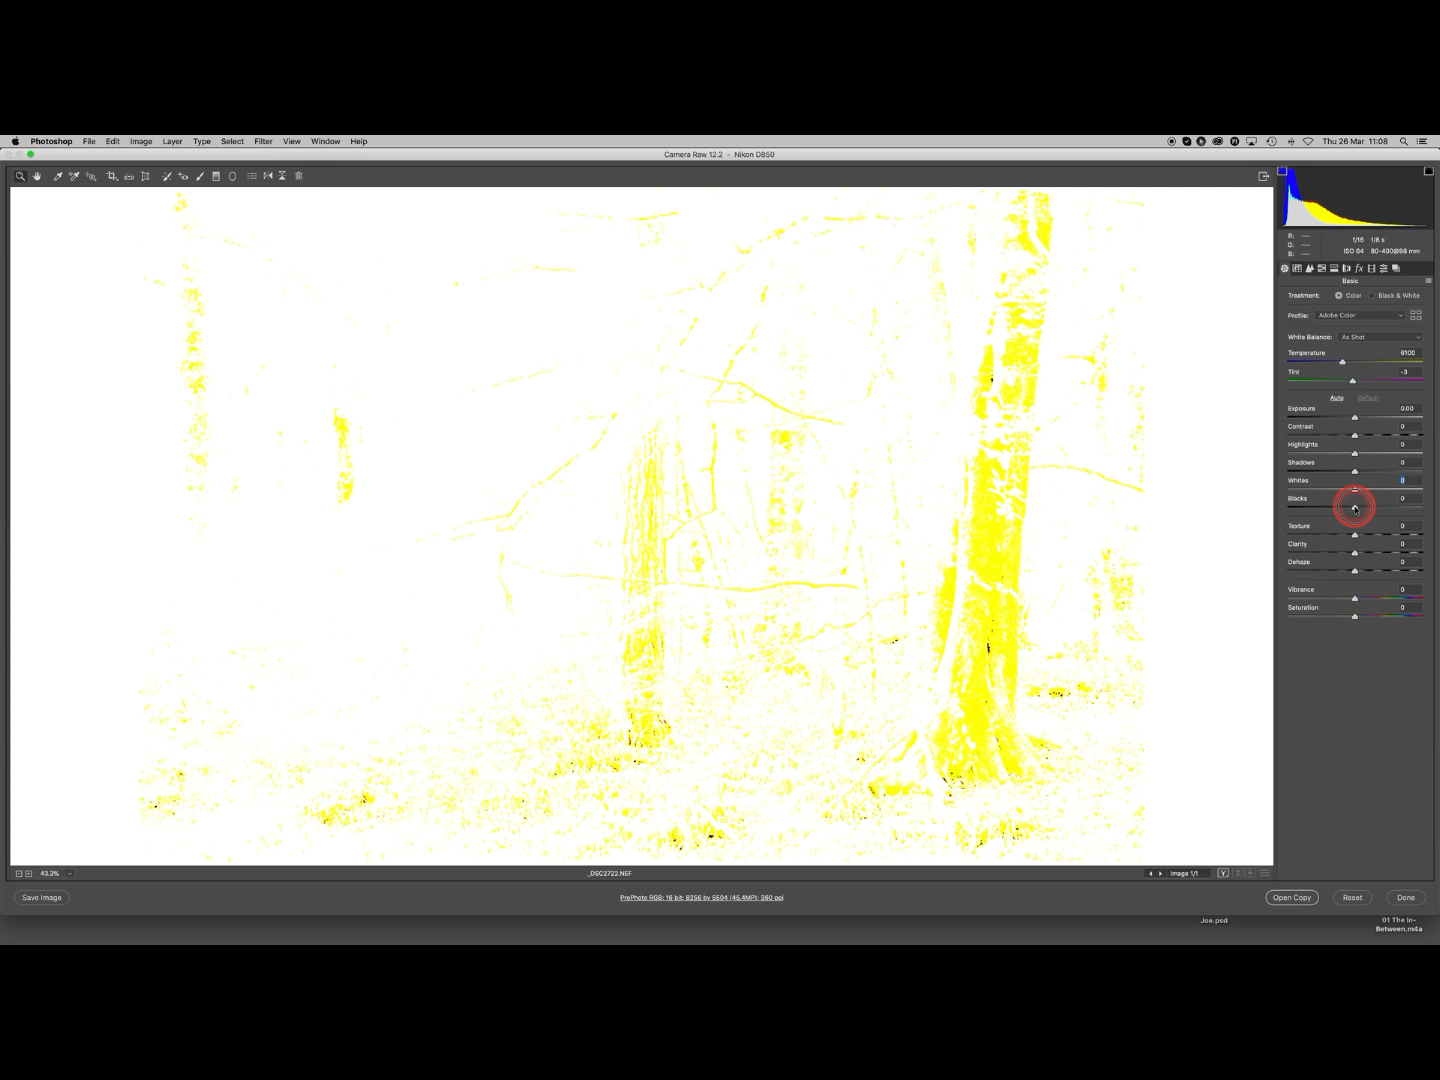 Photoshop File Edit Image Layer Type Select Filter View Window Help Thu 26 Mar 11:08
Camera Raw 12.2 - Nikon D850
R: ---
G: ---
B: ---
f/16 1/8 s
ISO 64 80-400@98 mm
fx
Basic
Treatment: Color Black & White
Profile: Adobe Color
White Balance: As Shot
Temperature 6100
Tint -3
Auto Default
Exposure 0.00
Contrast 0
Highlights 0
Shadows 0
Whites 0
Blacks 0
Texture 0
Clarity 0
Dehaze 0
Vibrance 0
Saturation 0
43.3% _DSC2722.NEF Image 1/1 Y
Save Image ProPhoto RGB; 16 bit; 8256 by 5504 (45.4MP); 360 ppi Open Copy Reset Done
Joe.psd 01 The In-
Between.m4a